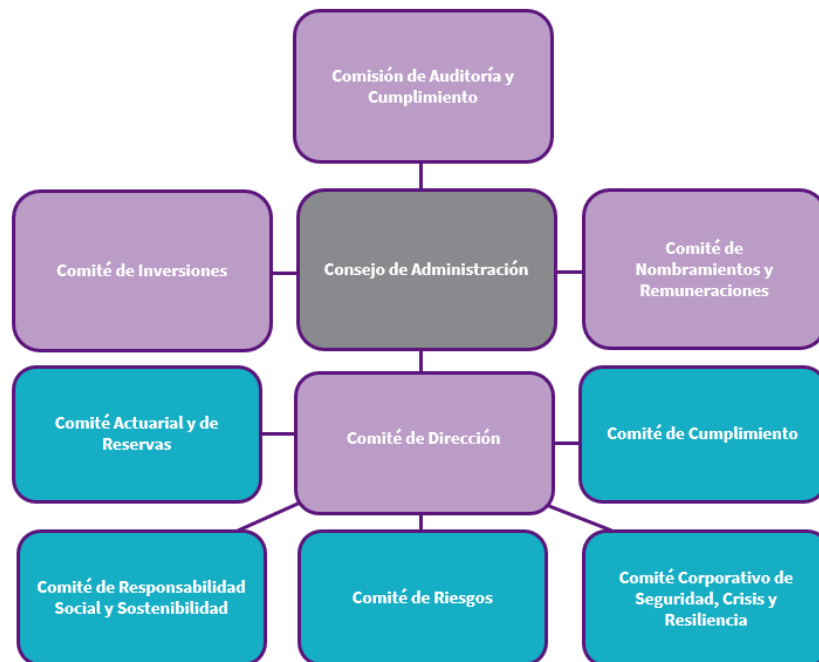 Comisión de Auditoría y
Cumplimiento
Comité de Inversiones
Consejo de Administración
Comité de
Nombramientos y
Remuneraciones
Comité Actuarial y de
Reservas
Comité de Dirección
Comité de Cumplimiento
Comité de Responsabilidad
Social y Sostenibilidad
Comité de Riesgos
Comité Corporativo de
Seguridad, Crisis y
Resiliencia